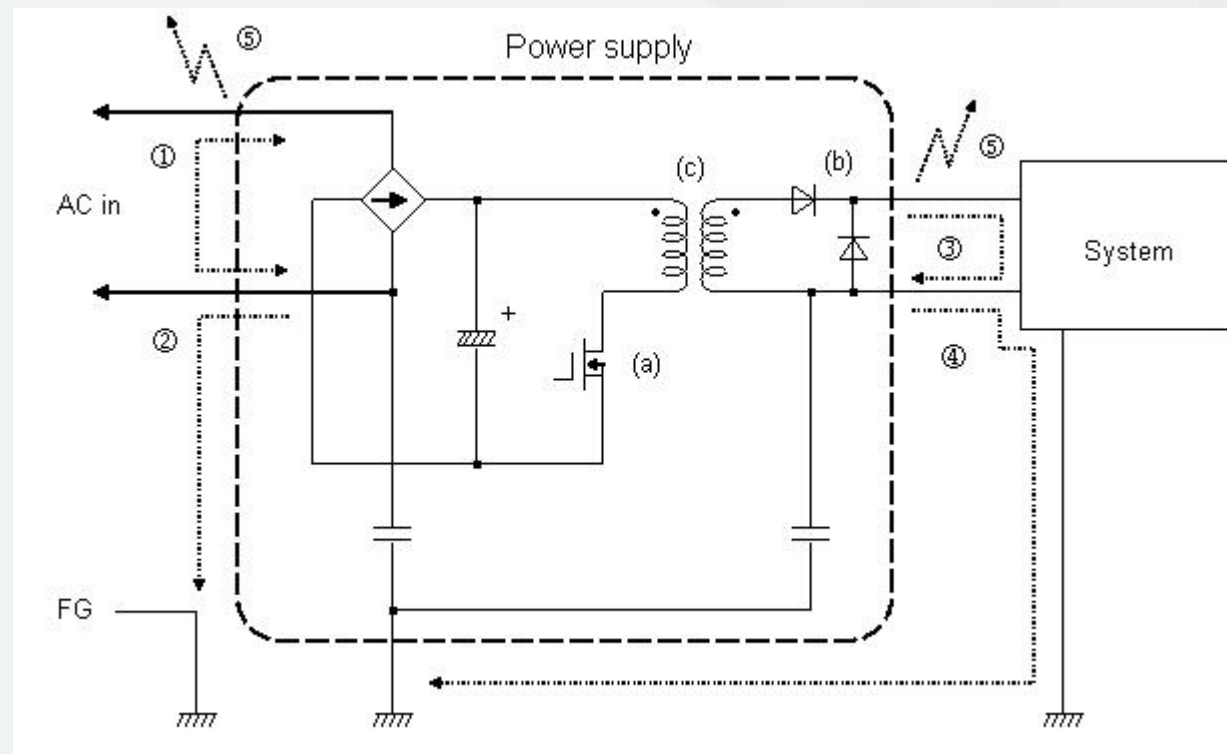 ⑤
Power supply
①
(c)
(b)
⑤
AC in
③
System
②
+
(a)
④
FG